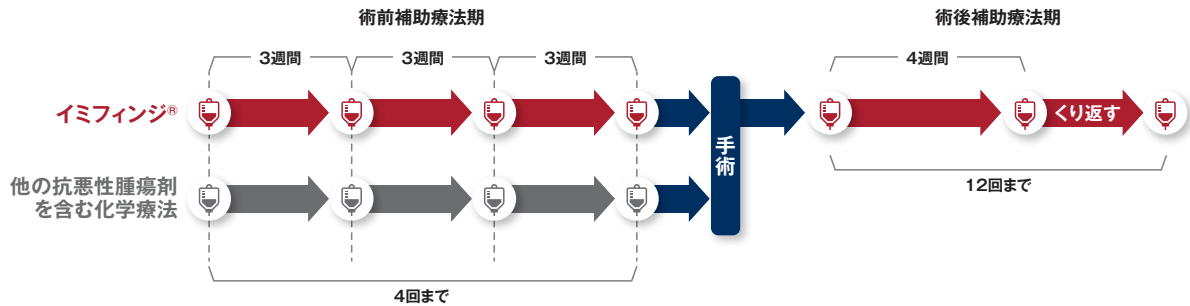 術前補助療法期
術後補助療法期
3週間
3週間
3週間
4週間
イミフィンジ®
くり返す
手術
他の抗悪性腫瘍剤
を含む化学療法
12回まで
4回まで